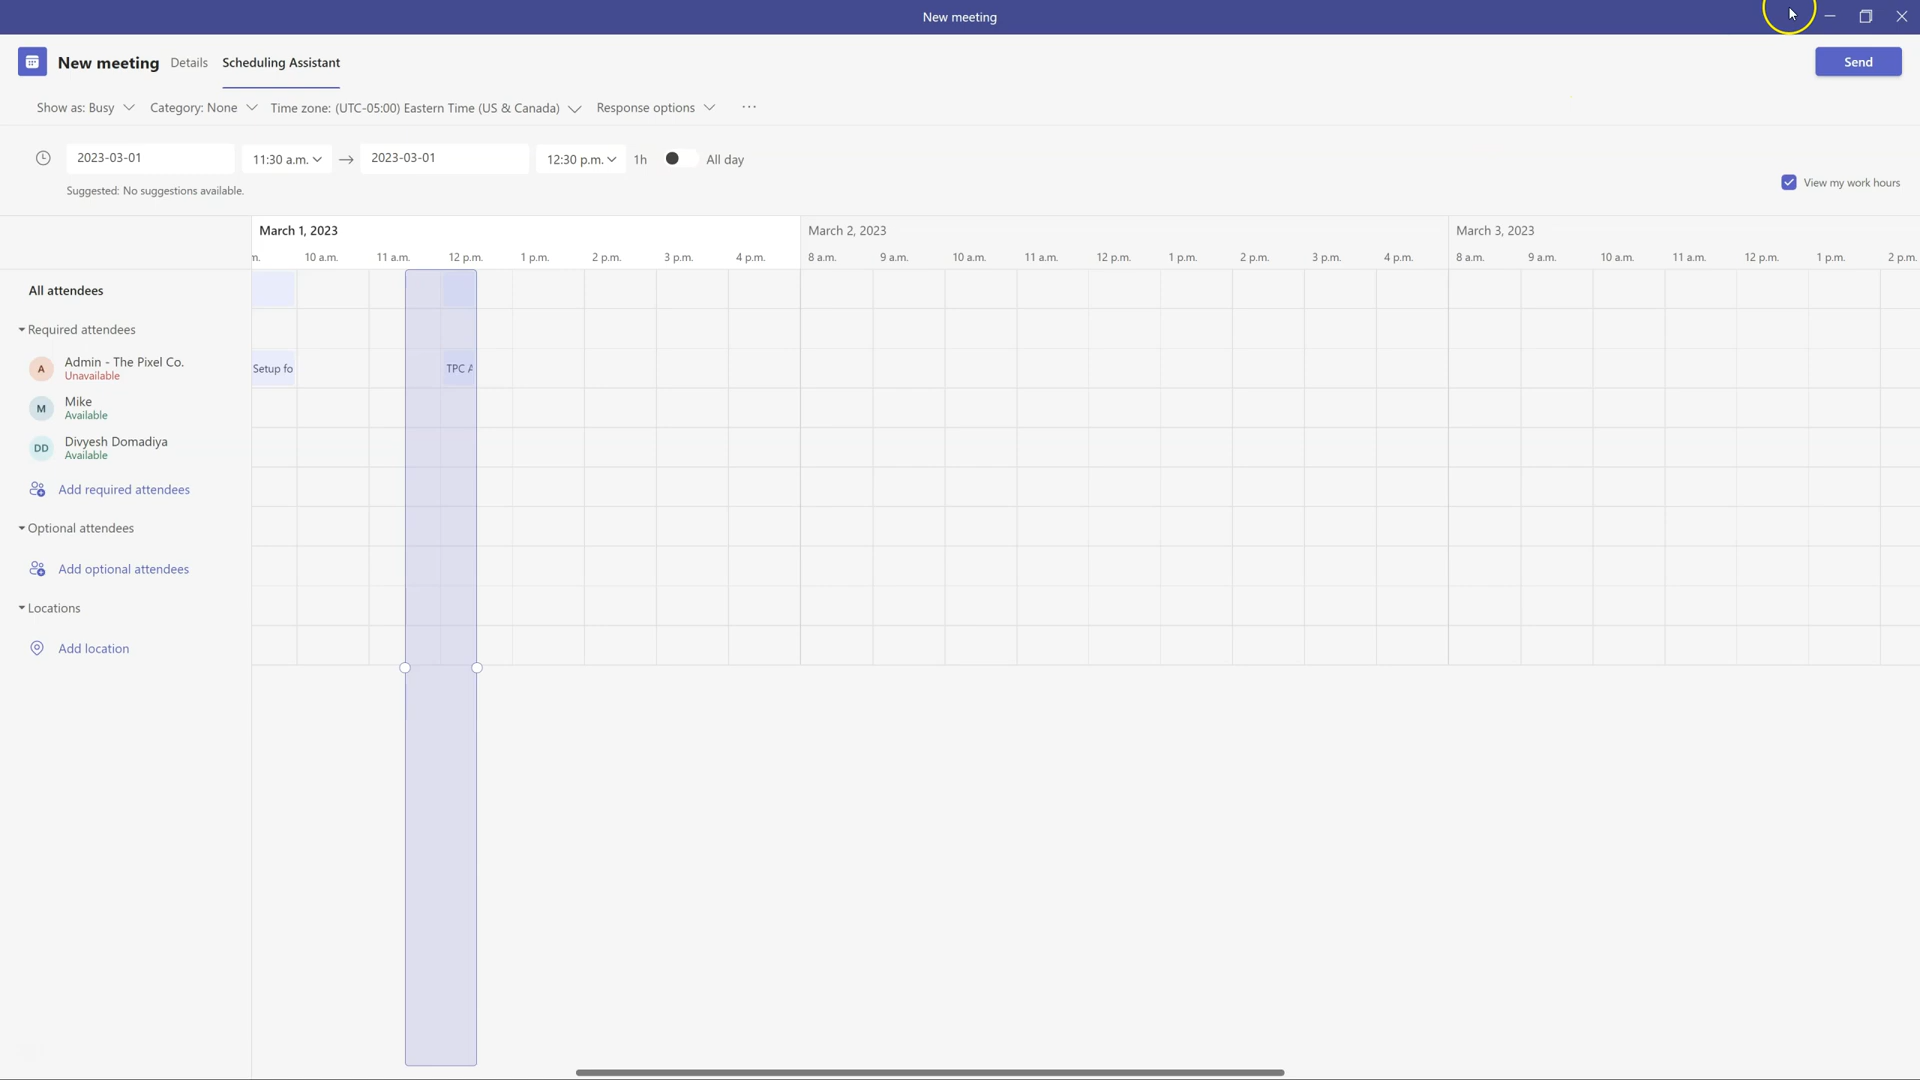 New meeting
New meeting Details Scheduling Assistant Send
Show as: Busy Category: None Time zone: (UTC-05:00) Eastern Time (US & Canada) Response options ...
2023-03-01 11:30 a.m. → 2023-03-01 12:30 p.m. 1h All day
Suggested: No suggestions available. View my work hours
March 1, 2023 March 2, 2023 March 3, 2023
m. 10 a.m. 11 a.m. 12 p.m. 1 p.m. 2 p.m. 3 p.m. 4 p.m. 8 a.m. 9 a.m. 10 a.m. 11 a.m. 12 p.m. 1 p.m. 2 p.m. 3 p.m. 4 p.m. 8 a.m. 9 a.m. 10 a.m. 11 a.m. 12 p.m. 1 p.m. 2 p.m.
All attendees
Required attendees
A Admin - The Pixel Co.
Unavailable
Setup fo TPC A
M Mike
Available
DD Divyesh Domadiya
Available
Add required attendees
Optional attendees
Add optional attendees
Locations
Add location